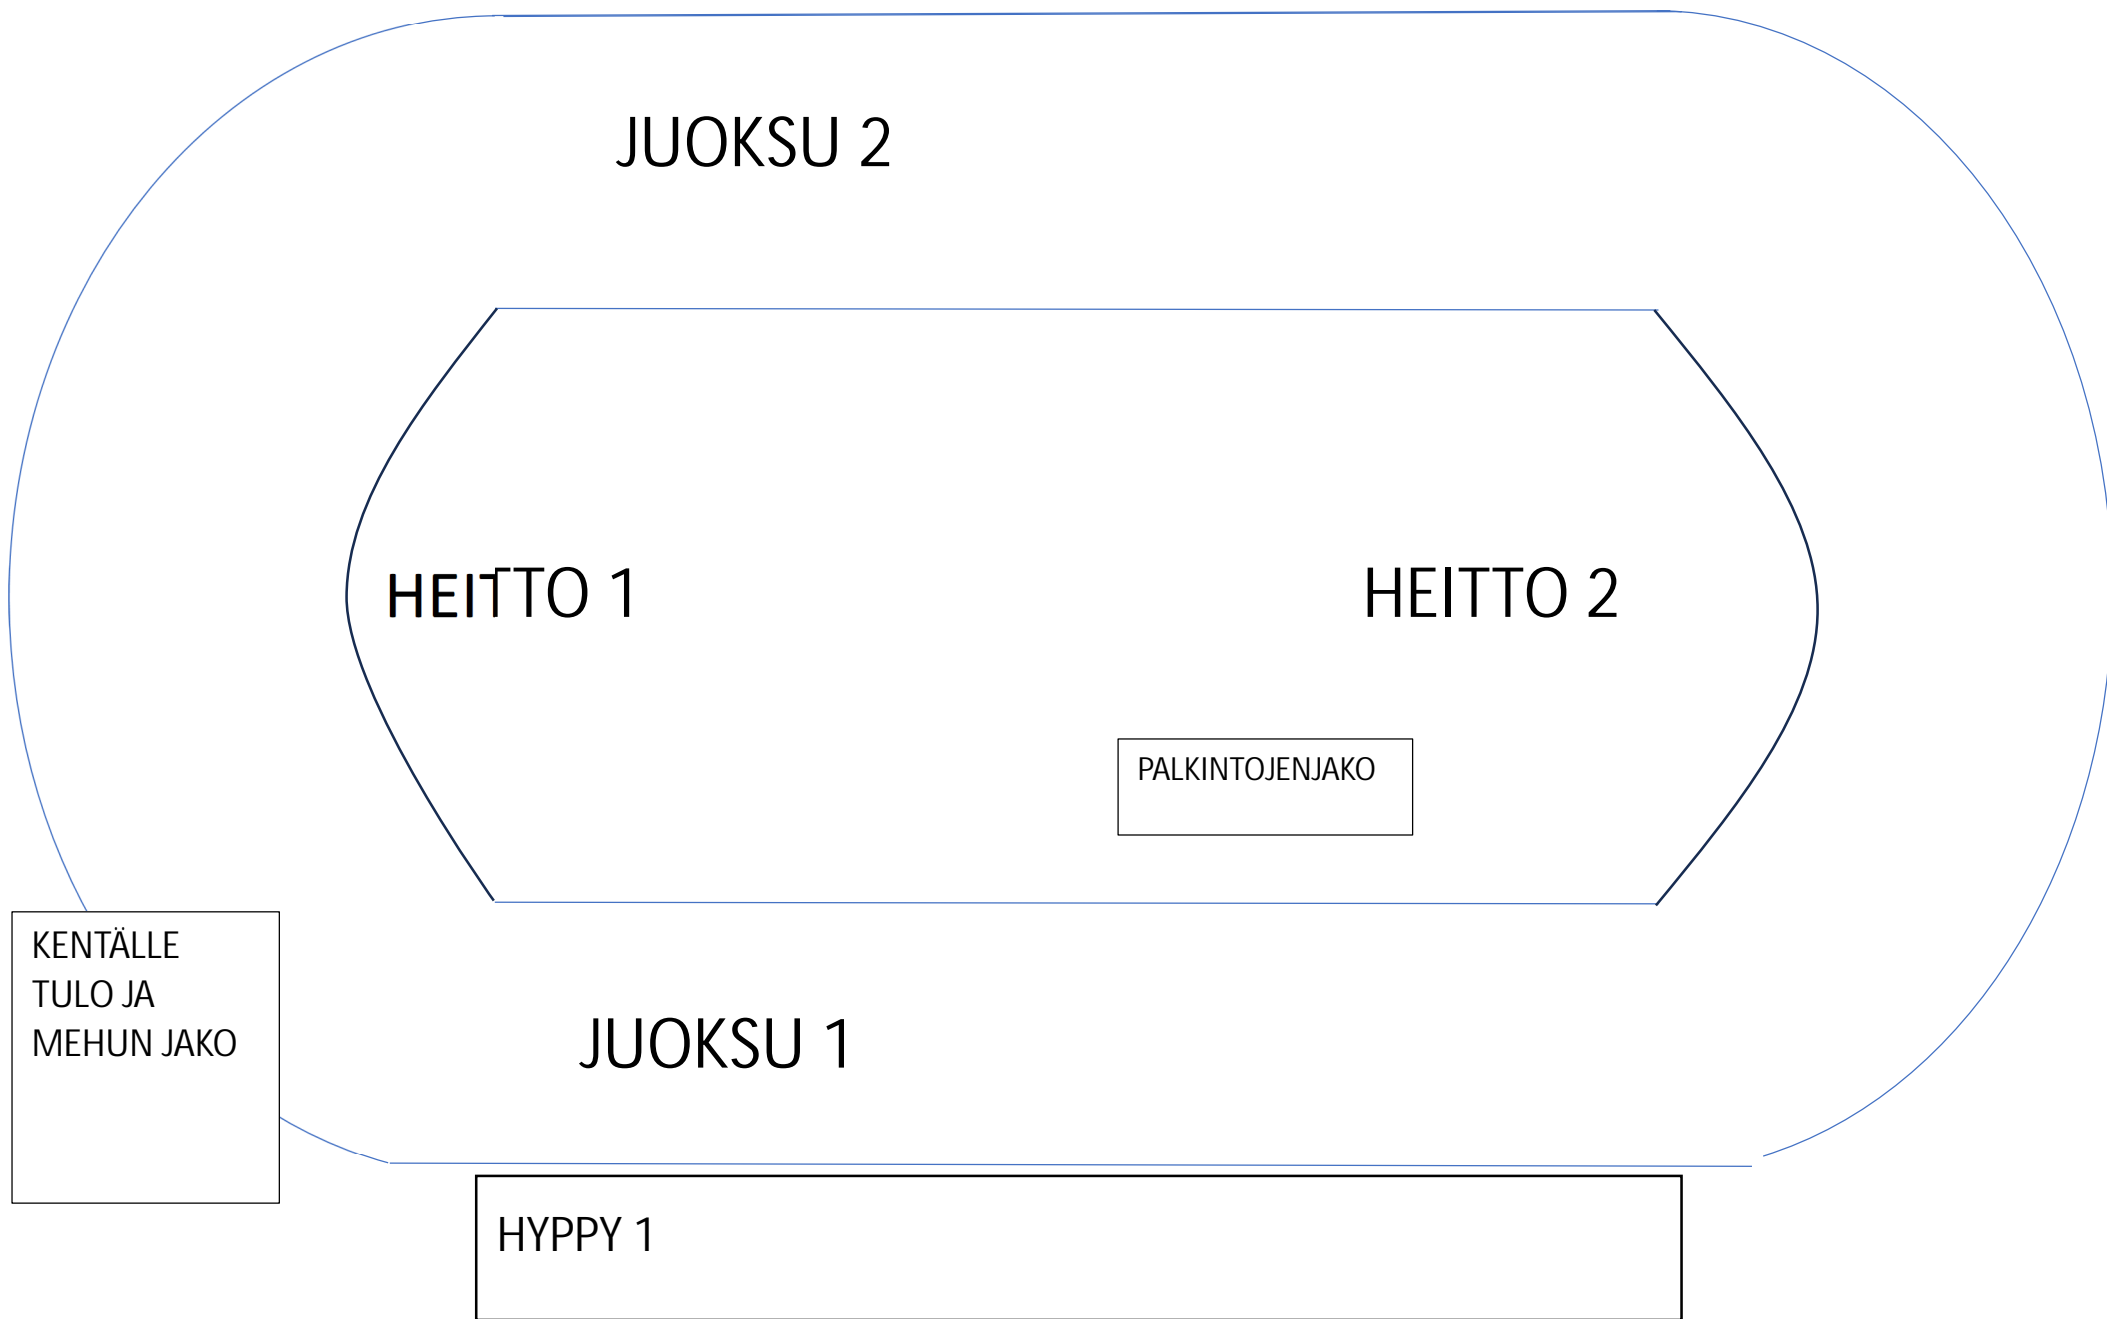 JUOKSU 2
HEITTO 1
HEITTO 2
PALKINTOJENJAKO
KENTÄLLE
TULO JA
MEHUN JAKO
JUOKSU 1
HYPPY 1